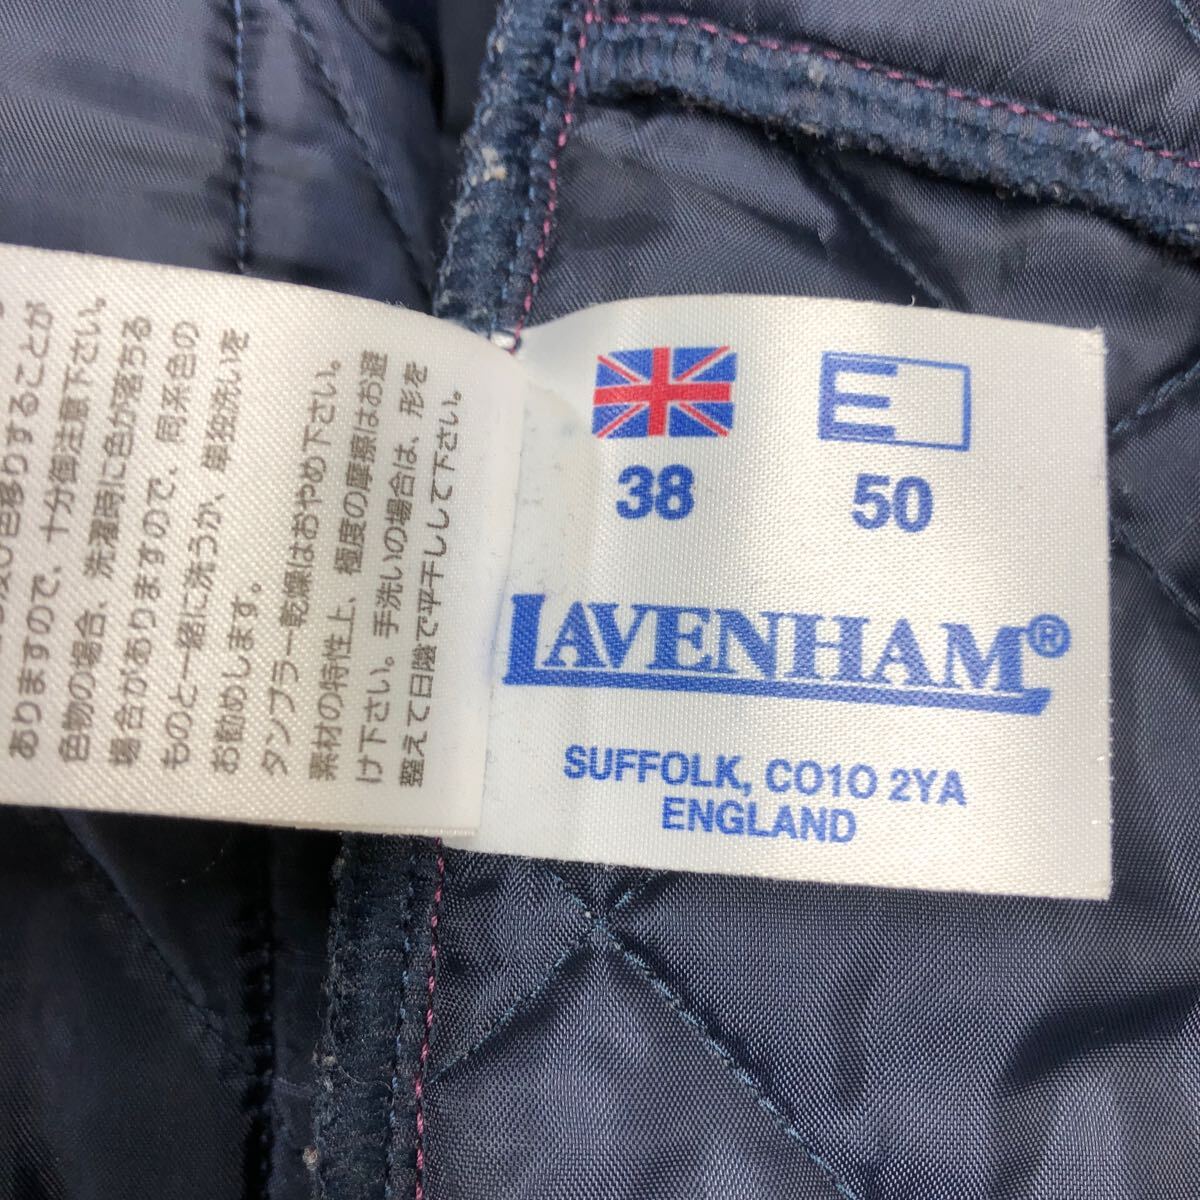 ありますので、十分御注意下さい。
色物の場合、洗濯時に色が落ちる
場合がありますので、同系色の
ものと一緒に洗うか、単独洗いを
お勧めします。
タンブラー乾燥はおやめ下さい。
素材の特性上、極度の摩擦はお避
け下さい。手洗いの場合は、形を
整えて日陰で平干しして下さい。
38
E
50
LAVENHAM®
SUFFOLK, CO1O 2YA
ENGLAND